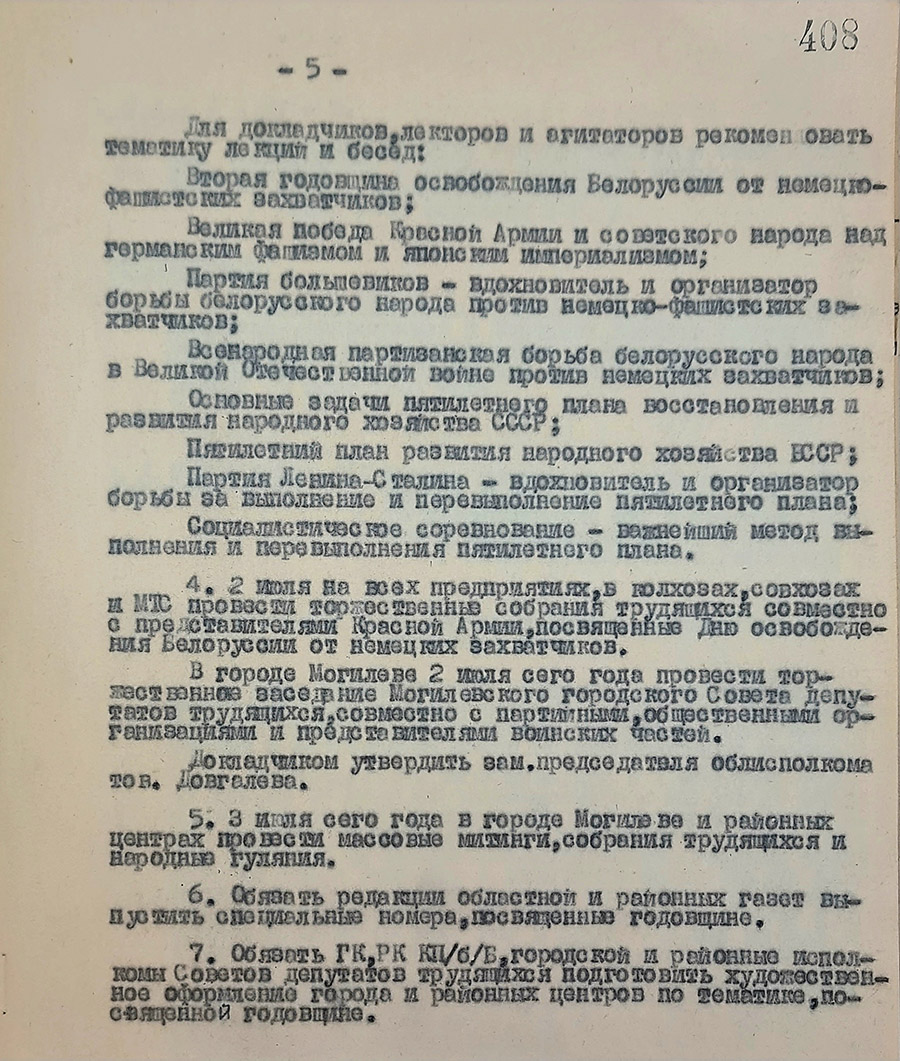 408
- 5 -
Для докладчиков,лекторов и агитаторов рекомен овать
тематику лекций и бесед:
Вторая годовщина освобождения Белоруссии от немецко-
фашистских захватчиков;
Великая победа Красной Армии и советского народа над
германским фашизмом и японским империализмом;
Партия большевиков - вдохновитель и организатор
борьбы белорусского народа против немецко-фашистских за-
хватчиков;
Всенародная партизанская борьба белорусского народа
в Великой Отечественной войне против немецких захватчиков;
Основные задачи пятилетнего плана восстановления и
развития народного хозяйства СССР;
Пятилетний план развития народного хозяйства БССР;
Партия Ленина-Сталина - вдохновитель и организатор
борьбы за выполнение и перевыполнение пятилетнего плана;
Социалистическое соревнование - важнейший метод вы-
полнения и перевыполнения пятилетнего плана.
4. 2 июля на всех предприятиях,в колхозах,совхозах
и МТС провести торжественные собрания трудящихся совместно
с представителями Красной Армии,посвященные Дню освобожде-
ния Белоруссии от немецких захватчиков.
В городе Могилеве 2 июля сего года провести тор-
жественное заседание Могилевского городского Совета депу-
татов трудящихся,совместно с партийными,общественными ор-
ганизациями и представителями воинских частей.
Докладчиком утвердить зам.председателя облисполкома
тов. Довгалева.
5. 3 июля сего года в городе Могилеве и районных
центрах провести массовые митинги,собрания трудящихся и
народные гуляния.
6. Обязать редакции областной и районных газет вы-
пустить специальные номера,посвященные годовщине.
7. Обязать ГК,РК КП/б/Б,городской и районные испол-
комы Советов депутатов трудящихся подготовить художествен-
ное оформление города и районных центров по тематике,по-
священной годовщине.